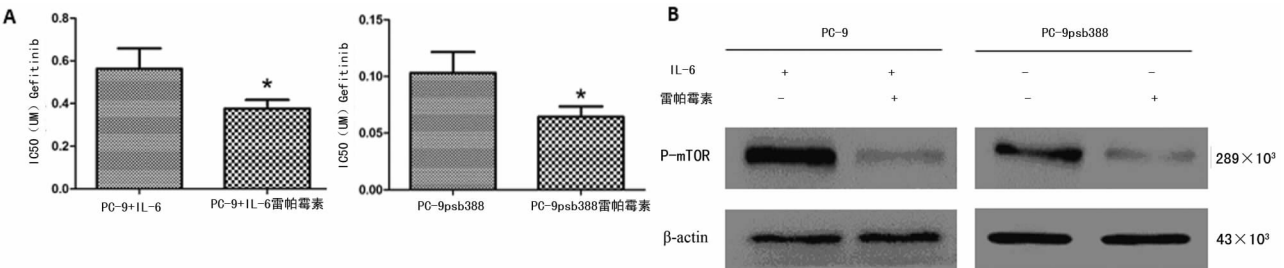 A
IC50（UM）Gefitinib
0.8
0.6
0.4
0.2
0.0
*
PC-9+IL-6
PC-9+IL-6雷帕霉素
IC50（UM）Gefitinib
0.15
0.10
0.05
0.00
*
PC-9psb388
PC-9psb388雷帕霉素
B
PC-9 PC-9psb388
IL-6 + + - -
雷帕霉素 - + - +
P-mTOR 289×10³
β-actin 43×10³